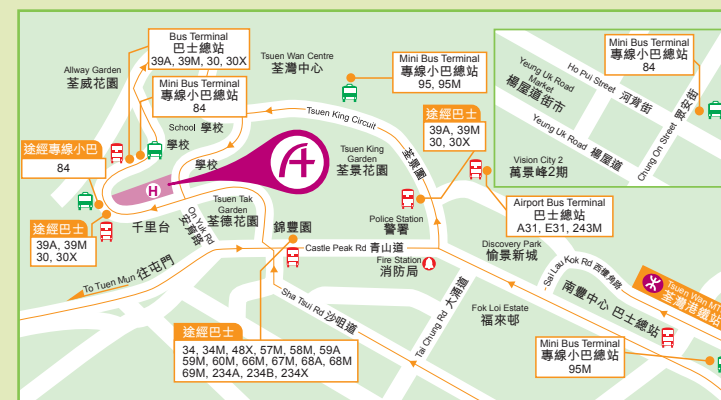 Bus Terminal
巴士總站
39A, 39M, 30, 30X
Allway Garden
荃威花園
Mini Bus Terminal
專線小巴總站
84
Tsuen Wan Centre
荃灣中心
Mini Bus Terminal
專線小巴總站
95, 95M
Tsuen King Circuit
School 學校
學校
學校
途經專線小巴
84
途經巴士
39A, 39M
30, 30X
H
千里台
On Yuk Rd
安育路
Tsuen Tak
Garden
荃德花園
錦豐園
Tsuen King
Garden
荃景花園
荃景圍
途經巴士
39A, 39M
30, 30X
Police Station
警署
Castle Peak Rd 青山道
Fire Station
消防局
To Tuen Mun 往屯門
Sha Tsui Rd 沙咀道
Tai Chung Rd 大涌道
途經巴士
34, 34M, 48X, 57M, 58M, 59A
59M, 60M, 66M, 67M, 68A, 68M
69M, 234A, 234B, 234X
Airport Bus Terminal
巴士總站
A31, E31, 243M
Discovery Park
愉景新城
Sai Lau Kok Rd 西樓角路
Fok Loi Estate
福來邨
Tsuen Wan MT
荃灣港鐵站
南豐中心 巴士總站
Mini Bus Terminal
專線小巴總站
95M
Yeung Uk Road
Market
楊屋道街市
Ho Pui Street 河背街
Yeung Uk Road 楊屋道
Chung On Street 眾安街
Vision City 2
萬景峰2期
Mini Bus Terminal
專線小巴總站
84